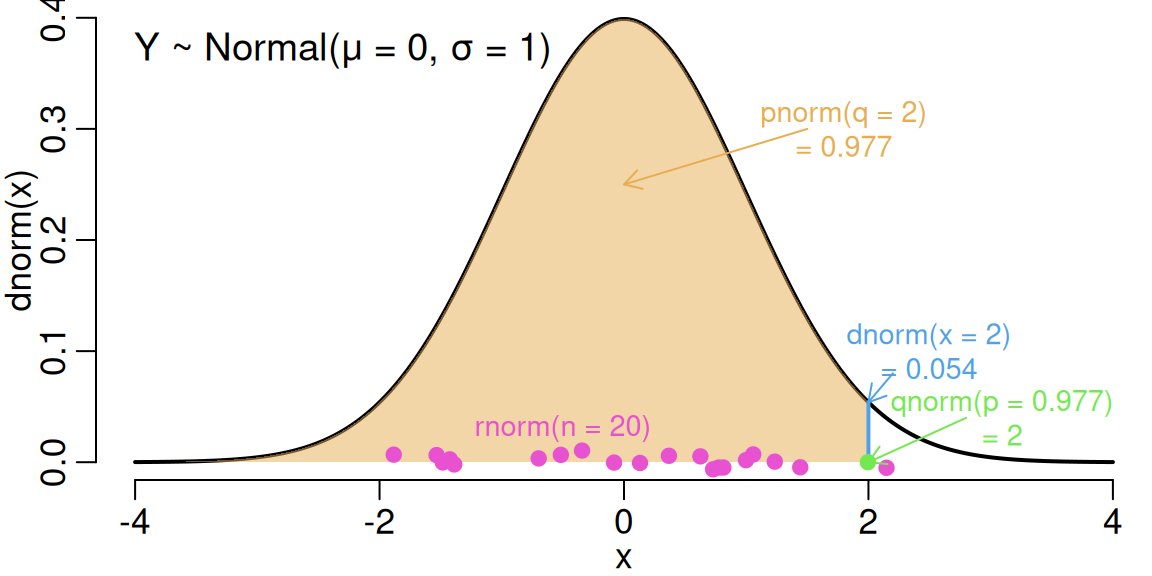 Y ~ Normal(μ = 0, σ = 1)
pnorm(q = 2)
= 0.977
dnorm(x = 2)
= 0.054
qnorm(p = 0.977)
= 2
rnorm(n = 20)
dnorm(x)
0.4
0.3
0.2
0.1
0.0
-4 -2 0 2 4
x